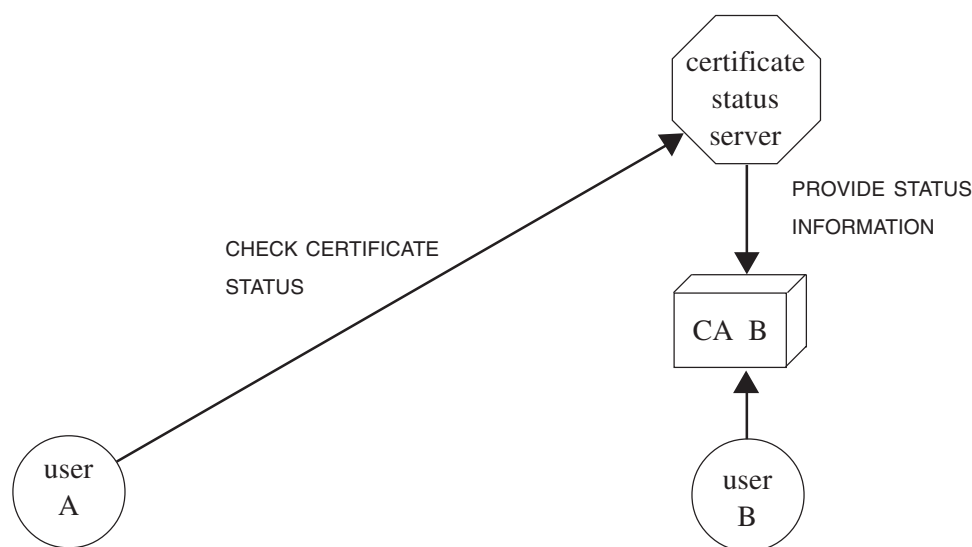 certificate
status
server
PROVIDE STATUS
INFORMATION
CHECK CERTIFICATE
STATUS
CA B
user
A
user
B